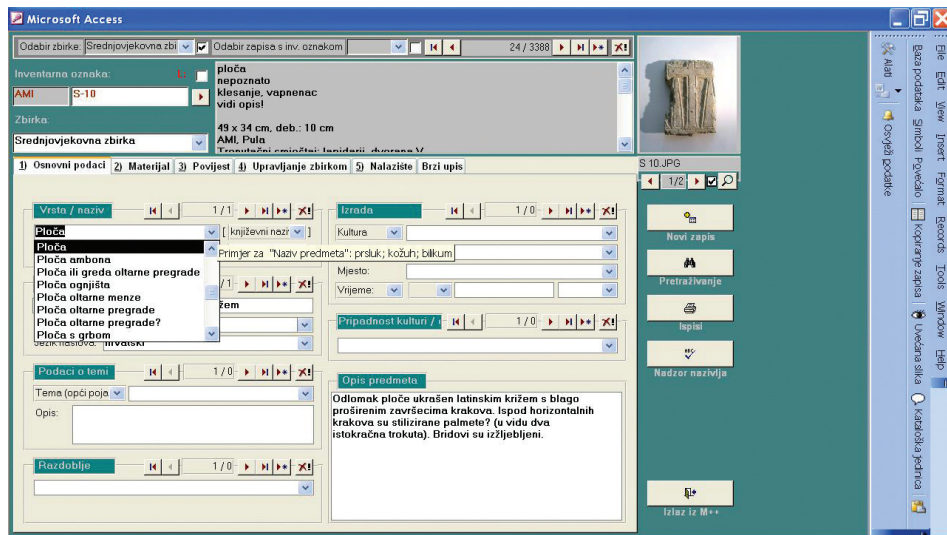 Microsoft Access
Odabir zbirke: Srednjovjekovna zbi
Odabir zapisa s inv. oznakom
24 / 3388
Inventarna oznaka:
AMI S-10
Zbirka:
Srednjovjekovna zbirka
ploča
nepoznato
klesanje, vapnenac
vidi opis!
49 x 34 cm, deb.: 10 cm
AMI, Pula
S 10.JPG
1/2
1) Osnovni podaci 2) Materijal 3) Povijest 4) Upravljanje zbirkom 5) Nalazište Brzi upis
Vrsta / naziv 1 / 1
Ploča [ književni nazir ]
Ploča
Ploča ambona
Ploča ili greda oltarne pregrade
Ploča ognjišta
Ploča oltarne menze
Ploča oltarne pregrade
Ploča oltarne pregrade?
Ploča s grbom
Primjer za "Naziv predmeta": prsluk; kožuh; bilikum
Jezik naslova: hrvatski
Podaci o temi 1 / 0
Tema (opći poja
Opis:
Razdoblje 1 / 0
Izrada 1 / 0
Kultura
Mjesto:
Vrijeme:
Pripadnost kulturi / 1 / 0
Opis predmeta
Odlomak ploče ukrašen latinskim križem s blago
proširenim završecima krakova. Ispod horizontalnih
krakova su stilizirane palmete? (u vidu dva
istokračna trokuta). Bridovi su izžljebljeni.
Novi zapis
Pretraživanje
Ispisi
Nadzor nazivlja
Izlaz iz M++
File Edit View Insert Format Records Tools Window Help
Baza podataka Simboli Povećalo Kopiranje zapisa Uvećana slika Kataloška jedinica
Alati Osvježi podatke